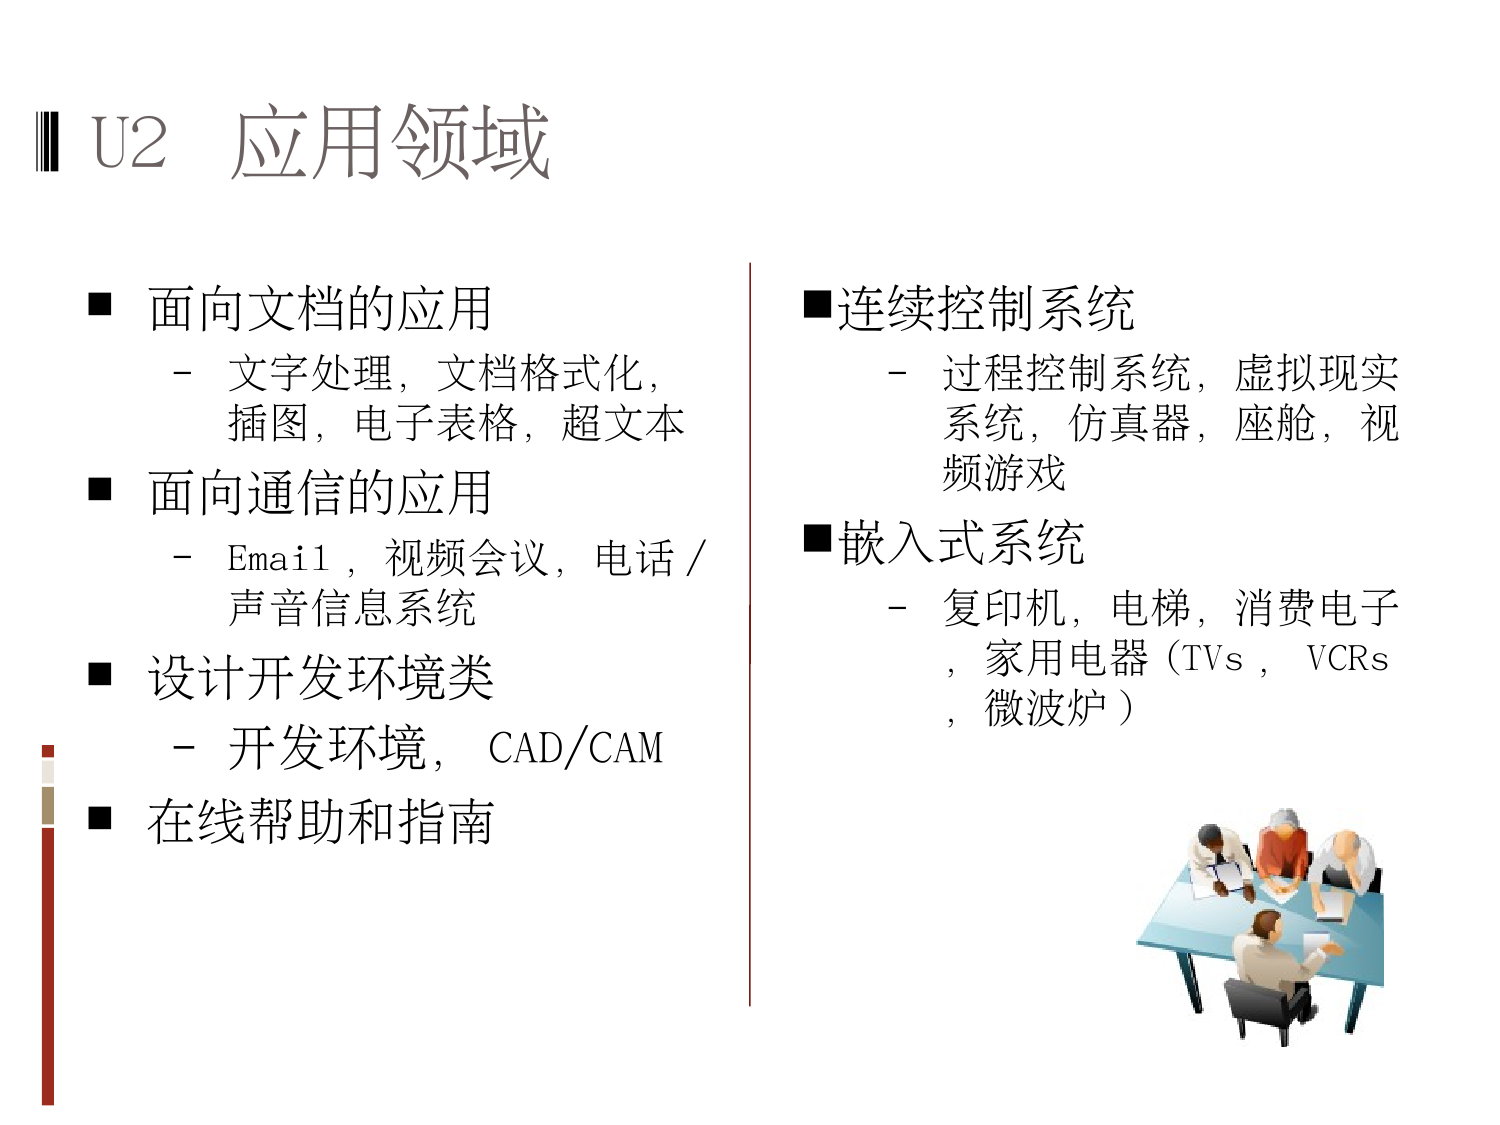 U2 应用领域
■ 面向文档的应用
– 文字处理，文档格式化，
插图，电子表格，超文本
■ 面向通信的应用
– Email，视频会议，电话/
声音信息系统
■ 设计开发环境类
– 开发环境，CAD/CAM
■ 在线帮助和指南
■连续控制系统
– 过程控制系统，虚拟现实
系统，仿真器，座舱，视
频游戏
■嵌入式系统
– 复印机，电梯，消费电子
，家用电器(TVs，VCRs
，微波炉)